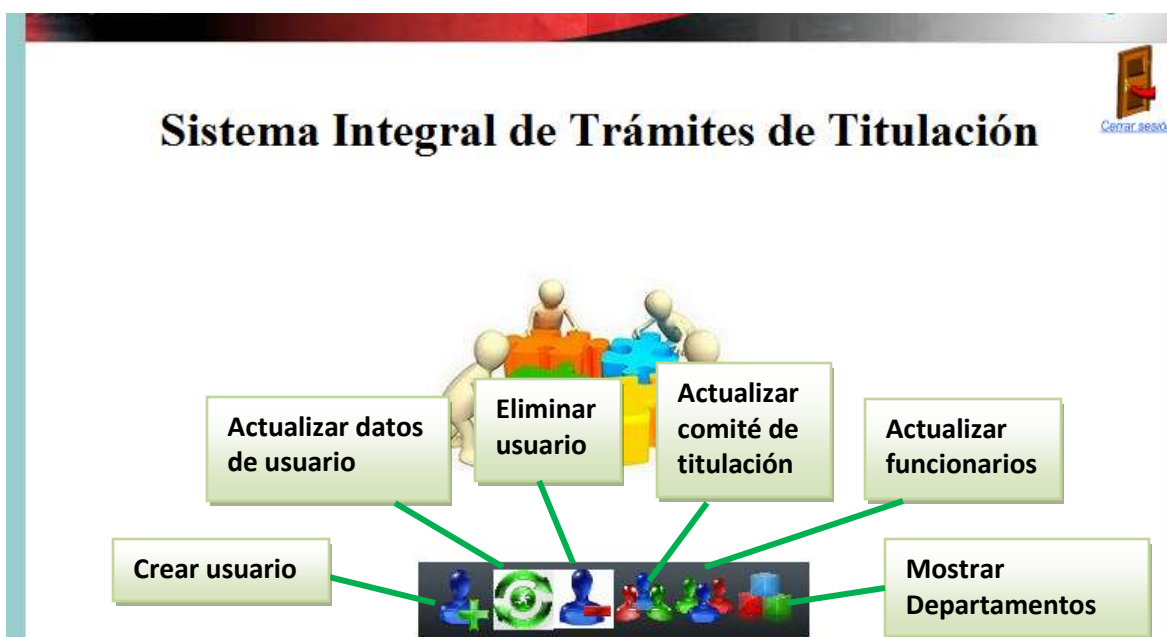 Cerrar sesió
Sistema Integral de Trámites de Titulación
Actualizar datos
de usuario
Eliminar
usuario
Actualizar
comité de
titulación
Actualizar
funcionarios
Crear usuario
Mostrar
Departamentos